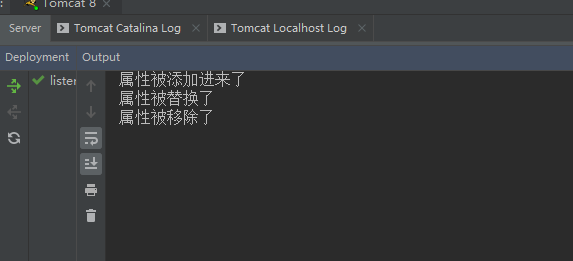 Tomcat 8
Server
Tomcat Catalina Log
Tomcat Localhost Log
Deployment
Output
listen
属性被添加进来了
属性被替换了
属性被移除了